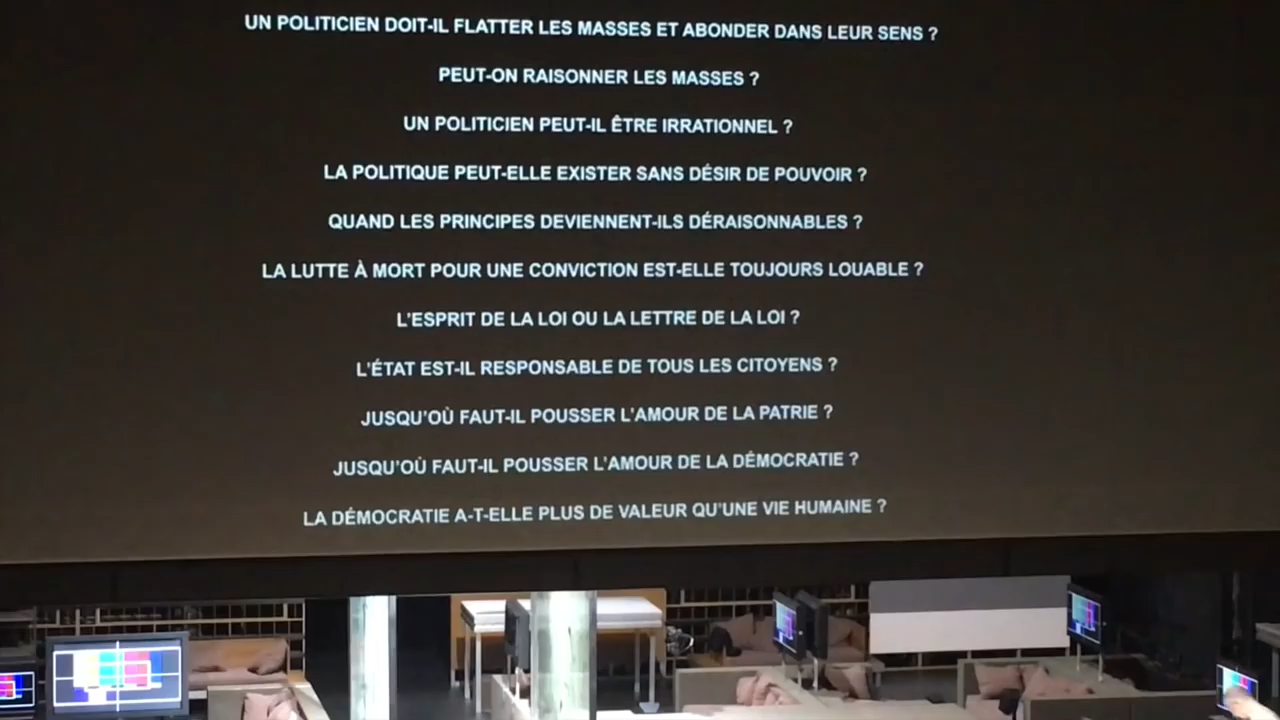 UN POLITICIEN DOIT-IL FLATTER LES MASSES ET ABONDER DANS LEUR SENS ?
PEUT-ON RAISONNER LES MASSES ?
UN POLITICIEN PEUT-IL ÊTRE IRRATIONNEL ?
LA POLITIQUE PEUT-ELLE EXISTER SANS DÉSIR DE POUVOIR ?
QUAND LES PRINCIPES DEVIENNENT-ILS DÉRAISONNABLES ?
LA LUTTE À MORT POUR UNE CONVICTION EST-ELLE TOUJOURS LOUABLE ?
L'ESPRIT DE LA LOI OU LA LETTRE DE LA LOI ?
L'ÉTAT EST-IL RESPONSABLE DE TOUS LES CITOYENS ?
JUSQU'OÙ FAUT-IL POUSSER L'AMOUR DE LA PATRIE ?
JUSQU'OÙ FAUT-IL POUSSER L'AMOUR DE LA DÉMOCRATIE ?
LA DÉMOCRATIE A-T-ELLE PLUS DE VALEUR QU'UNE VIE HUMAINE ?